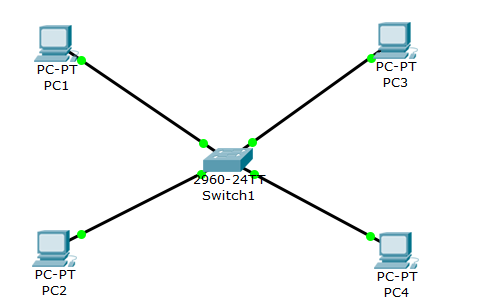 PC-PT
PC1
PC-PT
PC3
2960-24TT
Switch1
PC-PT
PC2
PC-PT
PC4